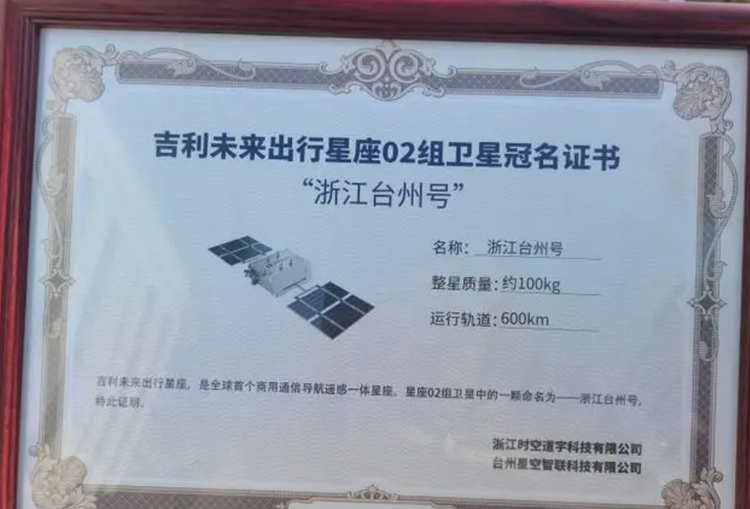 吉利未来出行星座02组卫星冠名证书
“浙江台州号”
名称： 浙江台州号
整星质量：约100kg
运行轨道：600km
吉利未来出行星座，是全球首个商用通信导航遥感一体星座。星座02组卫星中的一颗命名为——浙江台州号，
特此证明。
浙江时空道宇科技有限公司
台州星空智联科技有限公司